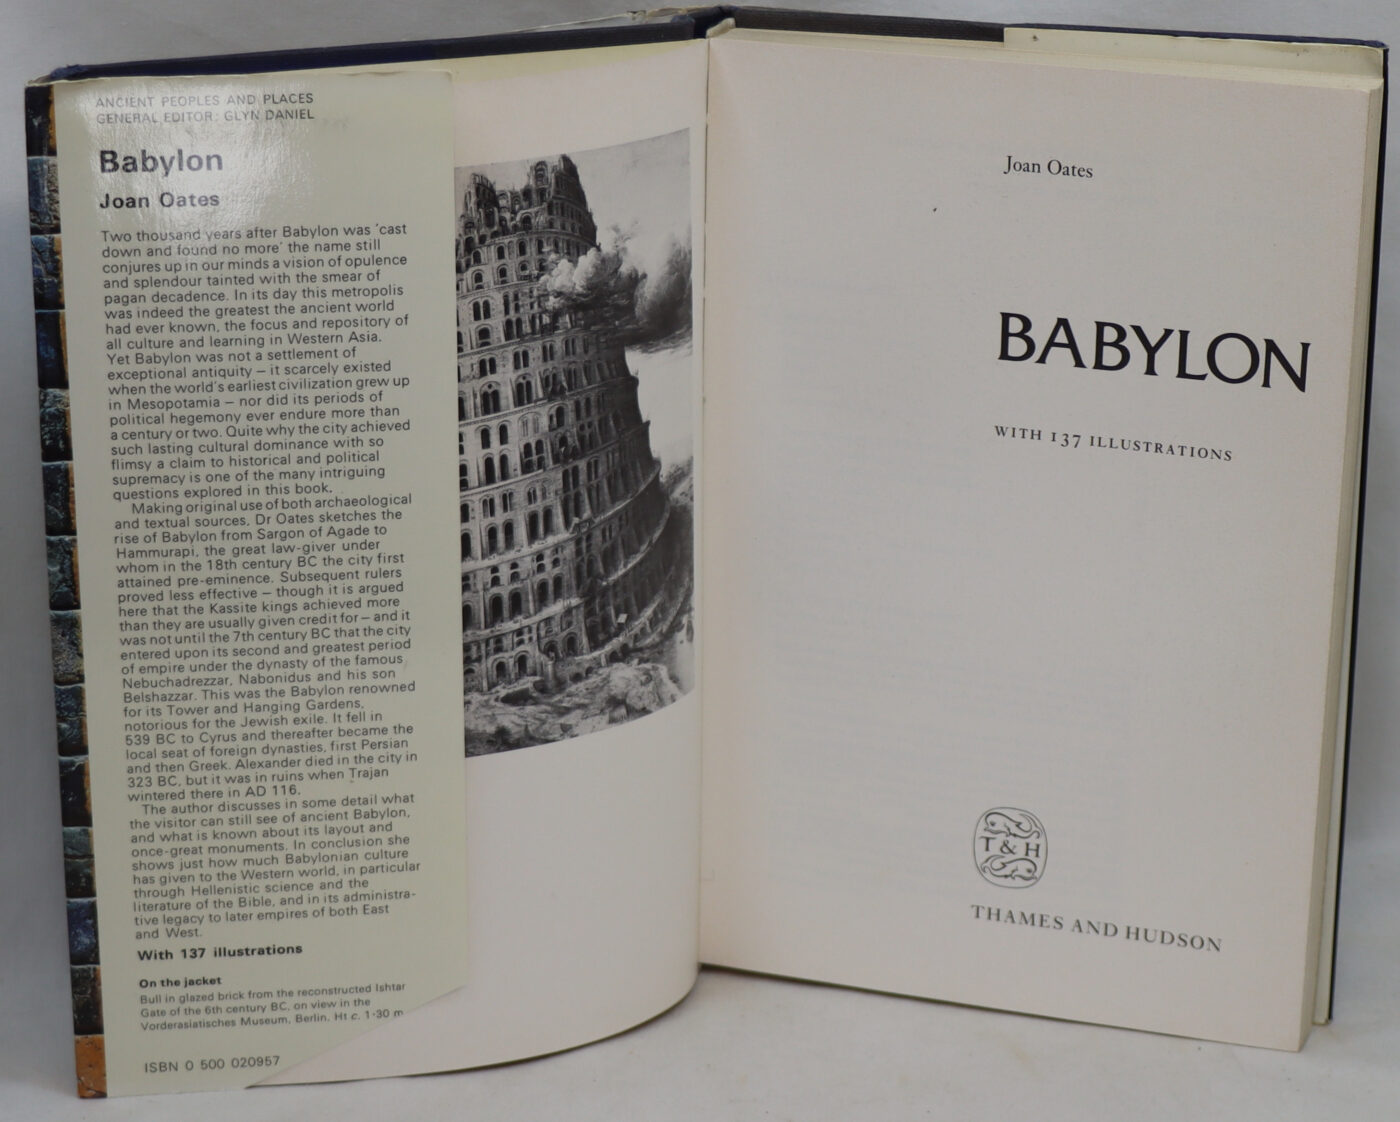 ANCIENT PEOPLES AND PLACES
GENERAL EDITOR: GLYN DANIEL
Babylon
Joan Oates
Two thousand years after Babylon was 'cast
down and found no more' the name still
conjures up in our minds a vision of opulence
and splendour tainted with the smear of
pagan decadence. In its day this metropolis
was indeed the greatest the ancient world
had ever known, the focus and repository of
all culture and learning in Western Asia.
Yet Babylon was not a settlement of
exceptional antiquity – it scarcely existed
when the world's earliest civilization grew up
in Mesopotamia – nor did its periods of
political hegemony ever endure more than
a century or two. Quite why the city achieved
such lasting cultural dominance with so
flimsy a claim to historical and political
supremacy is one of the many intriguing
questions explored in this book.
Making original use of both archaeological
and textual sources, Dr Oates sketches the
rise of Babylon from Sargon of Agade to
Hammurapi, the great law-giver under
whom in the 18th century BC the city first
attained pre-eminence. Subsequent rulers
proved less effective – though it is argued
here that the Kassite kings achieved more
than they are usually given credit for – and it
was not until the 7th century BC that the city
entered upon its second and greatest period
of empire under the dynasty of the famous
Nebuchadrezzar, Nabonidus and his son
Belshazzar. This was the Babylon renowned
for its Tower and Hanging Gardens,
notorious for the Jewish exile. It fell in
539 BC to Cyrus and thereafter became the
local seat of foreign dynasties, first Persian
and then Greek. Alexander died in the city in
323 BC, but it was in ruins when Trajan
wintered there in AD 116.
The author discusses in some detail what
the visitor can still see of ancient Babylon,
and what is known about its layout and
once-great monuments. In conclusion she
shows just how much Babylonian culture
has given to the Western world, in particular
through Hellenistic science and the
literature of the Bible, and in its administra-
tive legacy to later empires of both East
and West.
With 137 illustrations
On the jacket
Bull in glazed brick from the reconstructed Ishtar
Gate of the 6th century BC, on view in the
Vorderasiatisches Museum, Berlin. Ht c. 1·30 m
ISBN 0 500 020957
Joan Oates
BABYLON
WITH 137 ILLUSTRATIONS
T & H
THAMES AND HUDSON